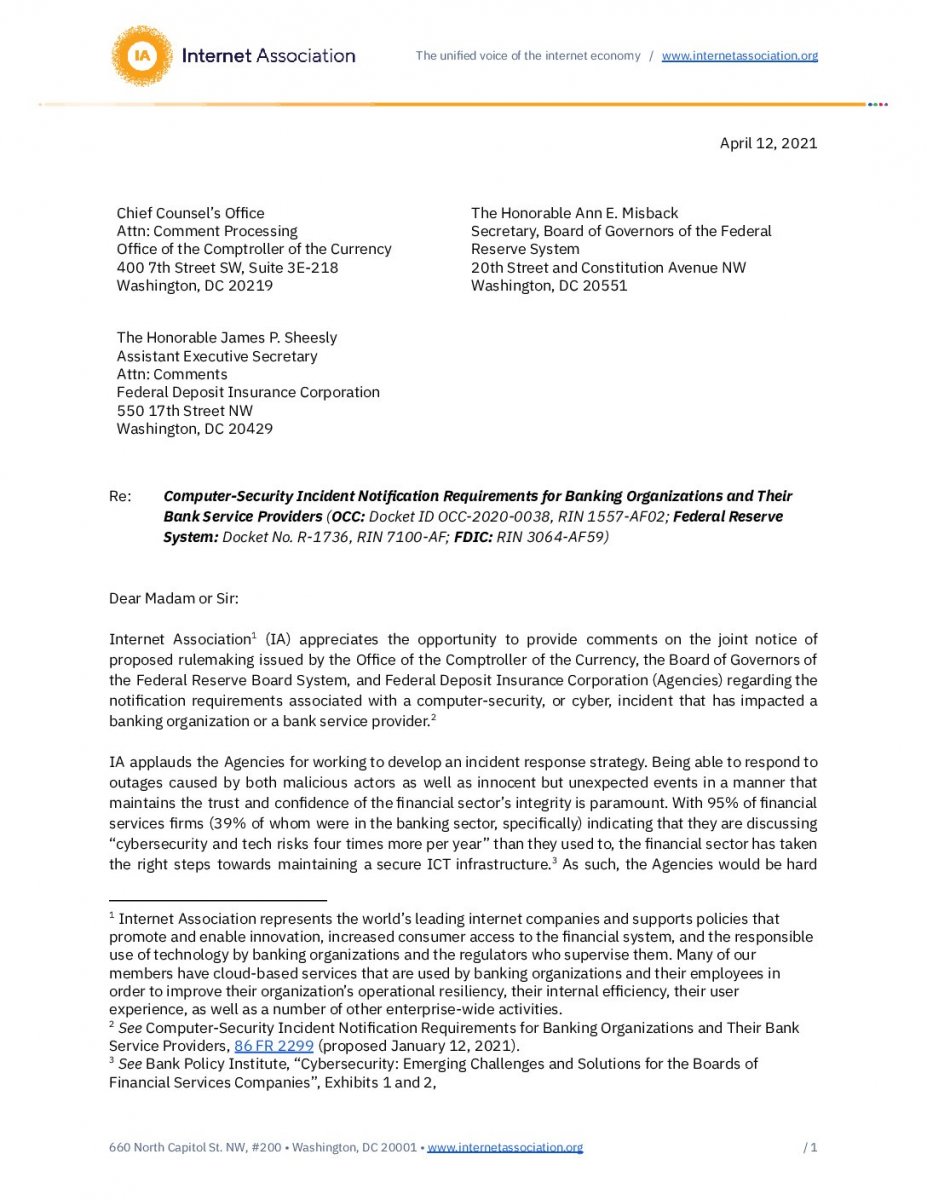 IA Internet Association
The unified voice of the internet economy / www.internetassociation.org
April 12, 2021
Chief Counsel’s Office
Attn: Comment Processing
Office of the Comptroller of the Currency
400 7th Street SW, Suite 3E-218
Washington, DC 20219
The Honorable Ann E. Misback
Secretary, Board of Governors of the Federal
Reserve System
20th Street and Constitution Avenue NW
Washington, DC 20551
The Honorable James P. Sheesly
Assistant Executive Secretary
Attn: Comments
Federal Deposit Insurance Corporation
550 17th Street NW
Washington, DC 20429
Re: Computer-Security Incident Notification Requirements for Banking Organizations and Their
Bank Service Providers (OCC: Docket ID OCC-2020-0038, RIN 1557-AF02; Federal Reserve
System: Docket No. R-1736, RIN 7100-AF; FDIC: RIN 3064-AF59)
Dear Madam or Sir:
Internet Association1 (IA) appreciates the opportunity to provide comments on the joint notice of
proposed rulemaking issued by the Office of the Comptroller of the Currency, the Board of Governors of
the Federal Reserve Board System, and Federal Deposit Insurance Corporation (Agencies) regarding the
notification requirements associated with a computer-security, or cyber, incident that has impacted a
banking organization or a bank service provider.2
IA applauds the Agencies for working to develop an incident response strategy. Being able to respond to
outages caused by both malicious actors as well as innocent but unexpected events in a manner that
maintains the trust and confidence of the financial sector’s integrity is paramount. With 95% of financial
services firms (39% of whom were in the banking sector, specifically) indicating that they are discussing
“cybersecurity and tech risks four times more per year” than they used to, the financial sector has taken
the right steps towards maintaining a secure ICT infrastructure.3 As such, the Agencies would be hard
1 Internet Association represents the world’s leading internet companies and supports policies that
promote and enable innovation, increased consumer access to the financial system, and the responsible
use of technology by banking organizations and the regulators who supervise them. Many of our
members have cloud-based services that are used by banking organizations and their employees in
order to improve their organization’s operational resiliency, their internal efficiency, their user
experience, as well as a number of other enterprise-wide activities.
2 See Computer-Security Incident Notification Requirements for Banking Organizations and Their Bank
Service Providers, 86 FR 2299 (proposed January 12, 2021).
3 See Bank Policy Institute, “Cybersecurity: Emerging Challenges and Solutions for the Boards of
Financial Services Companies”, Exhibits 1 and 2,
660 North Capitol St. NW, #200 • Washington, DC 20001 • www.internetassociation.org / 1